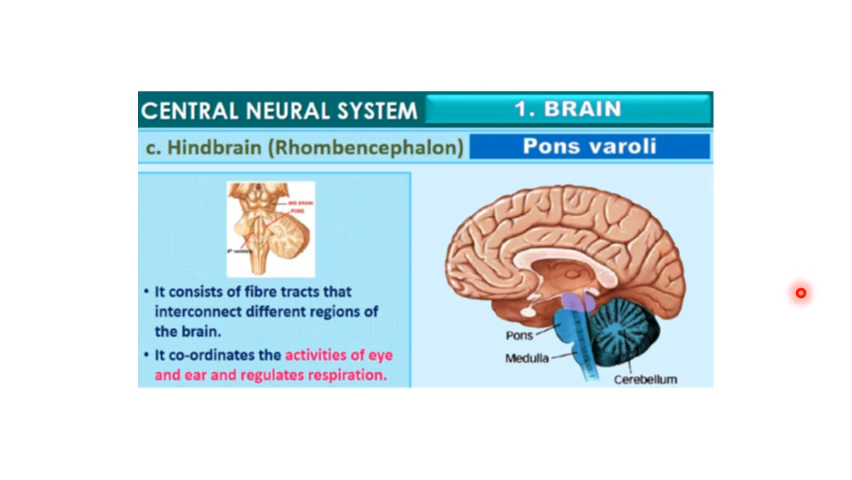 CENTRAL NEURAL SYSTEM
1. BRAIN
c. Hindbrain (Rhombencephalon)
Pons varoli
MID BRAIN
PONS
4th ventricle
• It consists of fibre tracts that
interconnect different regions of
the brain.
• It co-ordinates the activities of eye
and ear and regulates respiration.
Pons
Medulla
Cerebellum